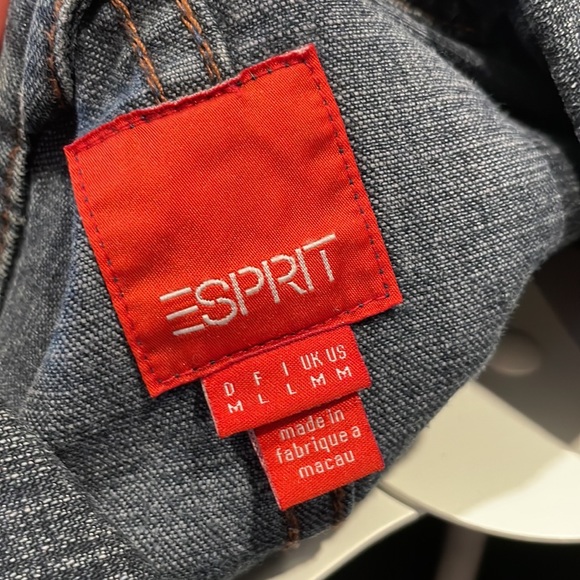 ESPRIT
D F I UK US
M L L M M
made in
fabrique a
macau